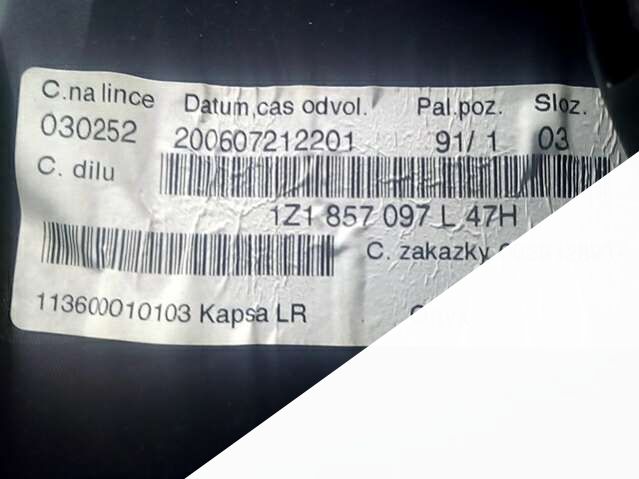 C.na lince Datum,cas odvol. Pal.poz. Sloz.
030252 200607212201 91/ 1 03
C. dilu
1Z1 857 097 L 47H
C. zakazky
113600010103 Kapsa LR